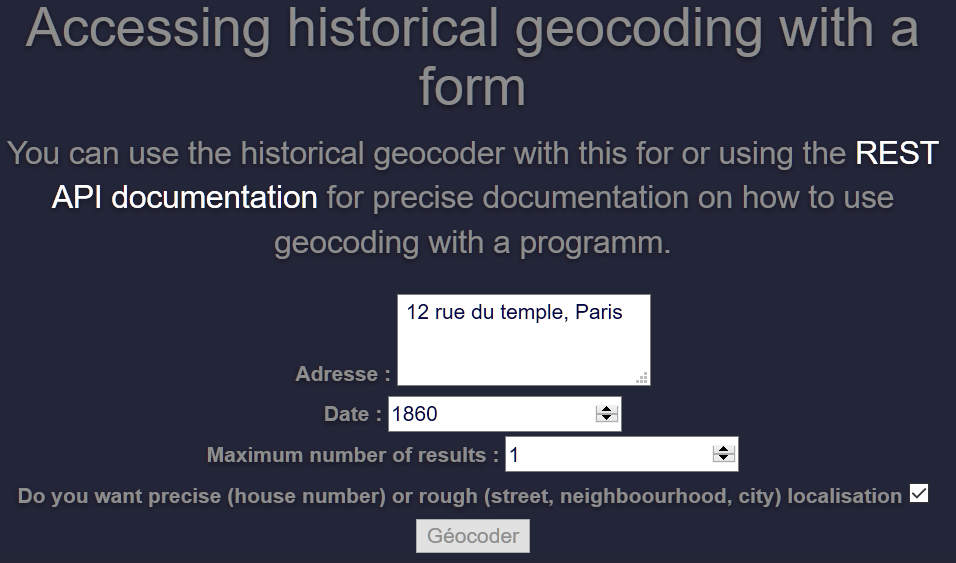 Accessing historical geocoding with a
form
You can use the historical geocoder with this for or using the REST
API documentation for precise documentation on how to use
geocoding with a programm.
12 rue du temple, Paris
Adresse :
Date : 1860
Maximum number of results : 1
Do you want precise (house number) or rough (street, neighboourhood, city) localisation
Géocoder